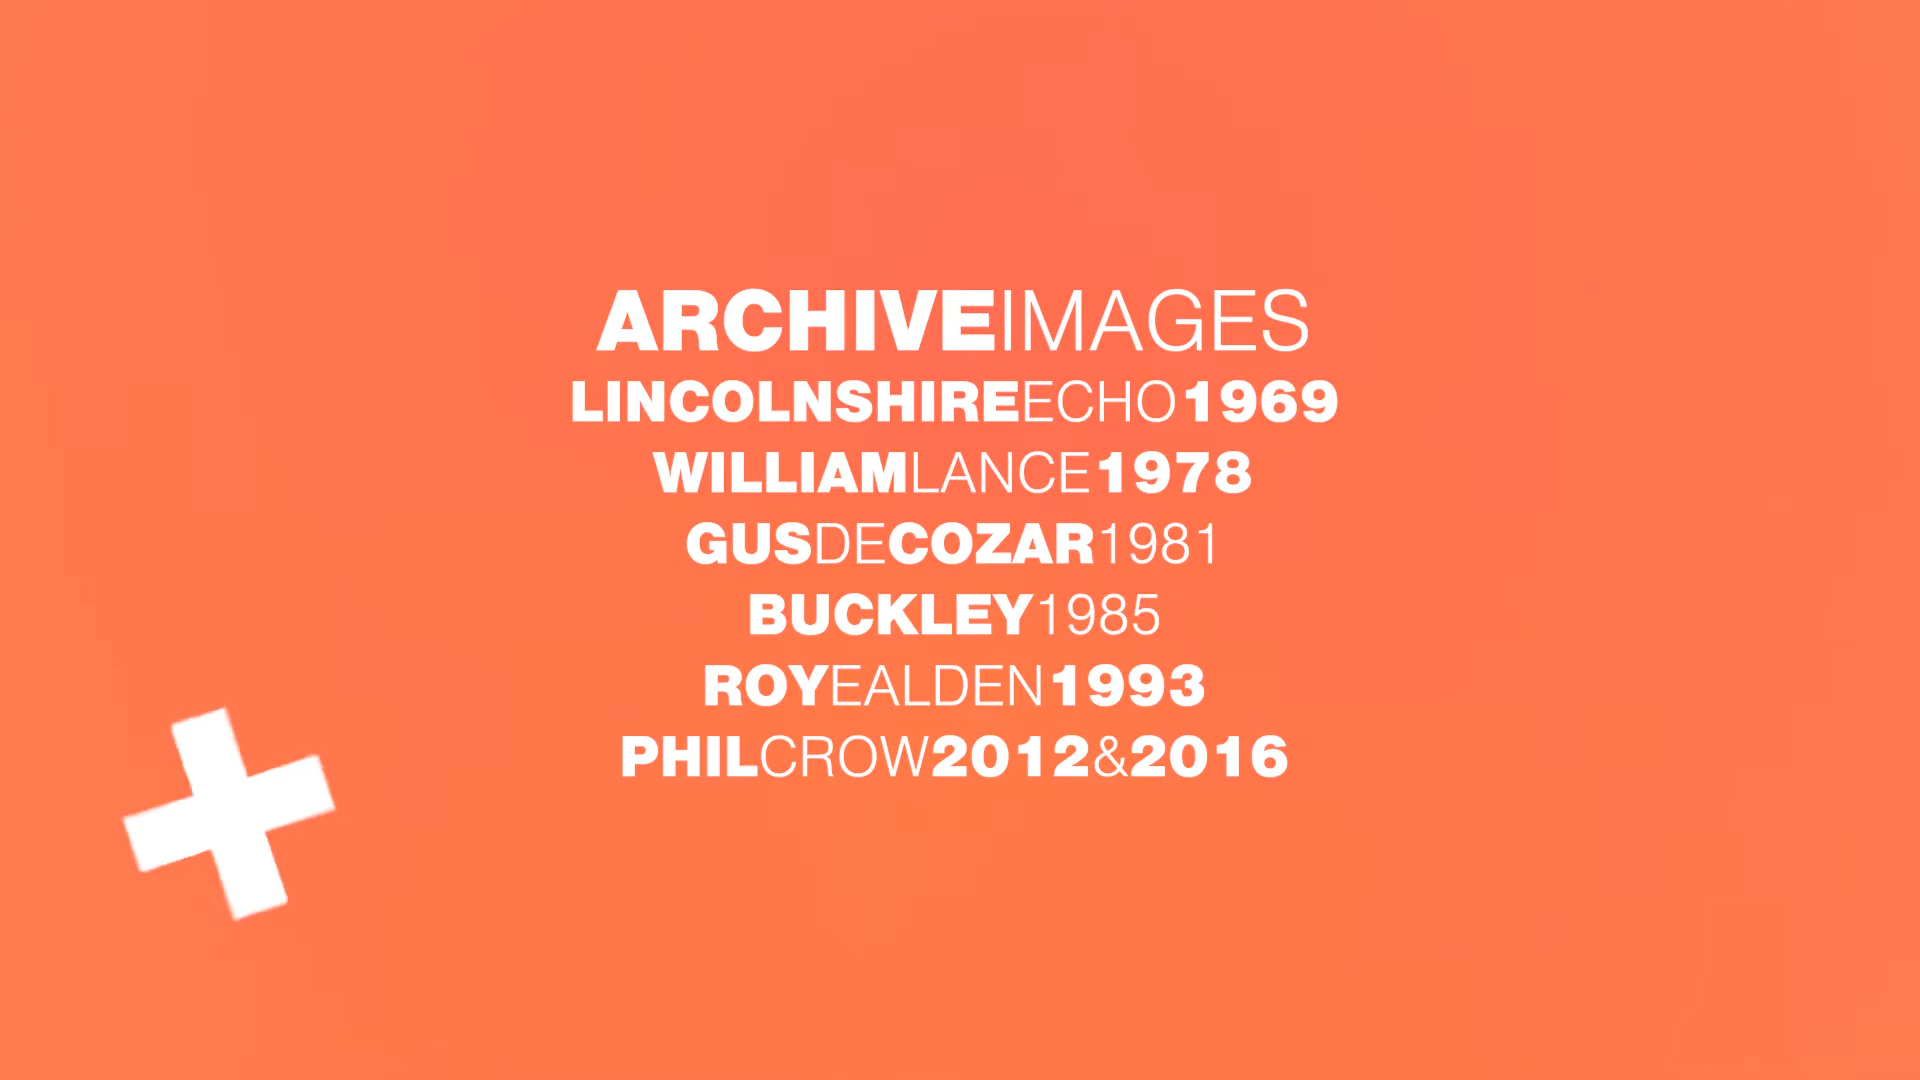 ARCHIVEIMAGES
LINCOLNSHIREECHO1969
WILLIAMLANCE1978
GUSDECOZAR1981
BUCKLEY1985
ROYEALDEN1993
PHILCROW2012&2016